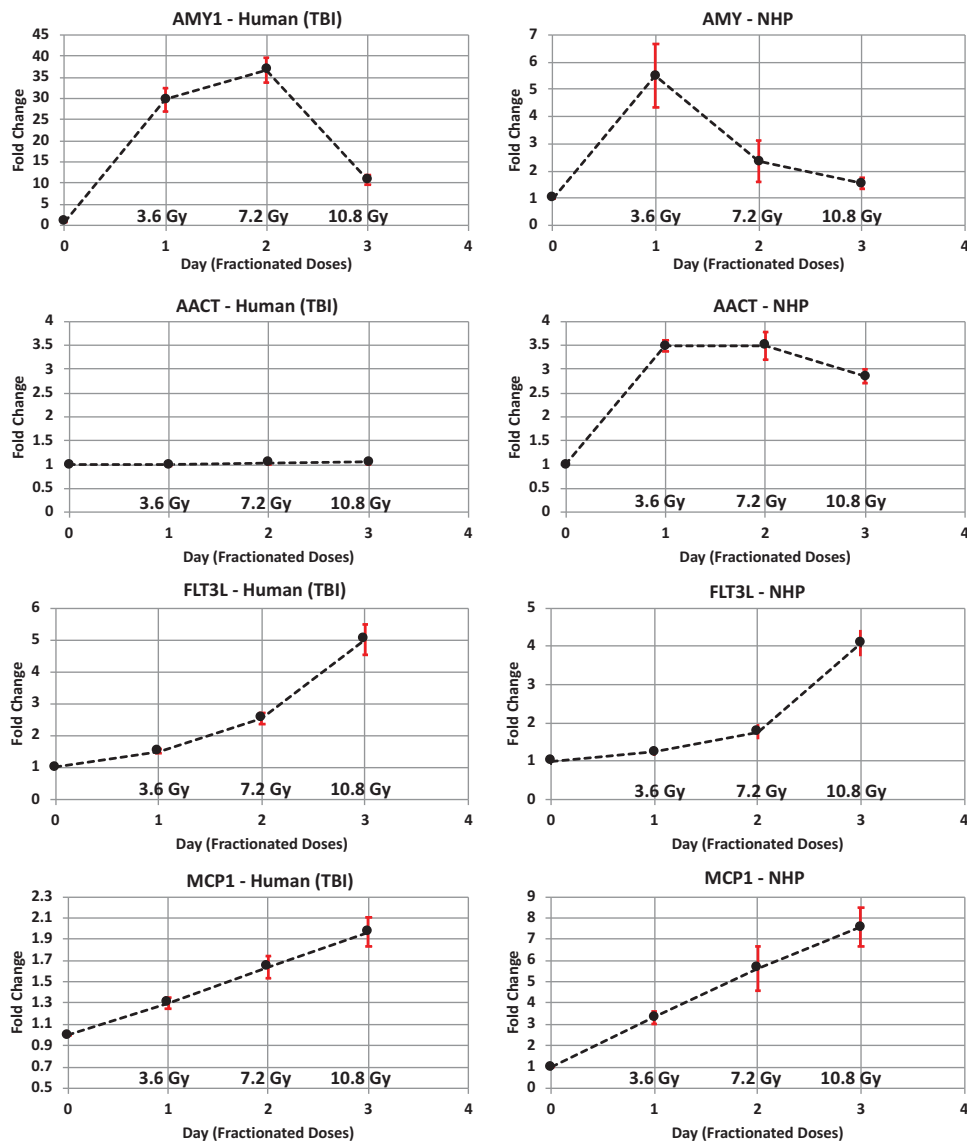 AMY1 - Human (TBI)
Fold Change
45
40
35
30
25
20
15
10
5
0
3.6 Gy 7.2 Gy 10.8 Gy
0 1 2 3 4
Day (Fractionated Doses)
AMY - NHP
Fold Change
7
6
5
4
3
2
1
0
3.6 Gy 7.2 Gy 10.8 Gy
0 1 2 3 4
Day (Fractionated Doses)
AACT - Human (TBI)
Fold Change
4
3.5
3
2.5
2
1.5
1
0.5
0
3.6 Gy 7.2 Gy 10.8 Gy
0 1 2 3 4
Day (Fractionated Doses)
AACT - NHP
Fold Change
4
3.5
3
2.5
2
1.5
1
0.5
0
3.6 Gy 7.2 Gy 10.8 Gy
0 1 2 3 4
Day (Fractionated Doses)
FLT3L - Human (TBI)
Fold Change
6
5
4
3
2
1
0
3.6 Gy 7.2 Gy 10.8 Gy
0 1 2 3 4
Day (Fractionated Doses)
FLT3L - NHP
Fold Change
5
4
3
2
1
0
3.6 Gy 7.2 Gy 10.8 Gy
0 1 2 3 4
Day (Fractionated Doses)
MCP1 - Human (TBI)
Fold Change
2.3
2.1
1.9
1.7
1.5
1.3
1.1
0.9
0.7
0.5
3.6 Gy 7.2 Gy 10.8 Gy
0 1 2 3 4
Day (Fractionated Doses)
MCP1 - NHP
Fold Change
9
8
7
6
5
4
3
2
1
0
3.6 Gy 7.2 Gy 10.8 Gy
0 1 2 3 4
Day (Fractionated Doses)